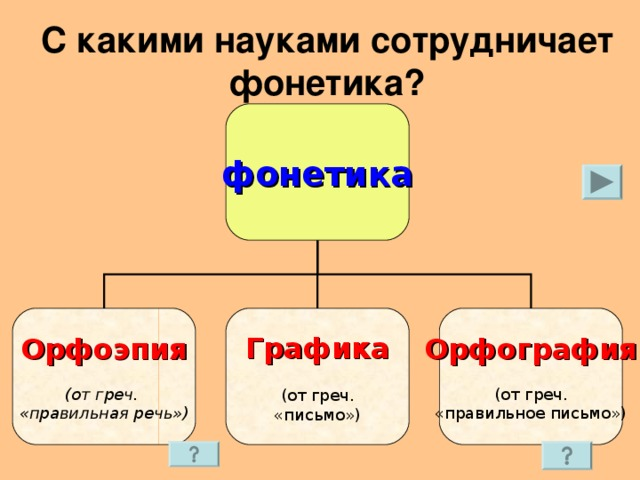 С какими науками сотрудничает
фонетика?
фонетика
Орфоэпия
(от греч.
«правильная речь»)
Графика
(от греч.
«письмо»)
Орфография
(от греч.
«правильное письмо»)
?
?